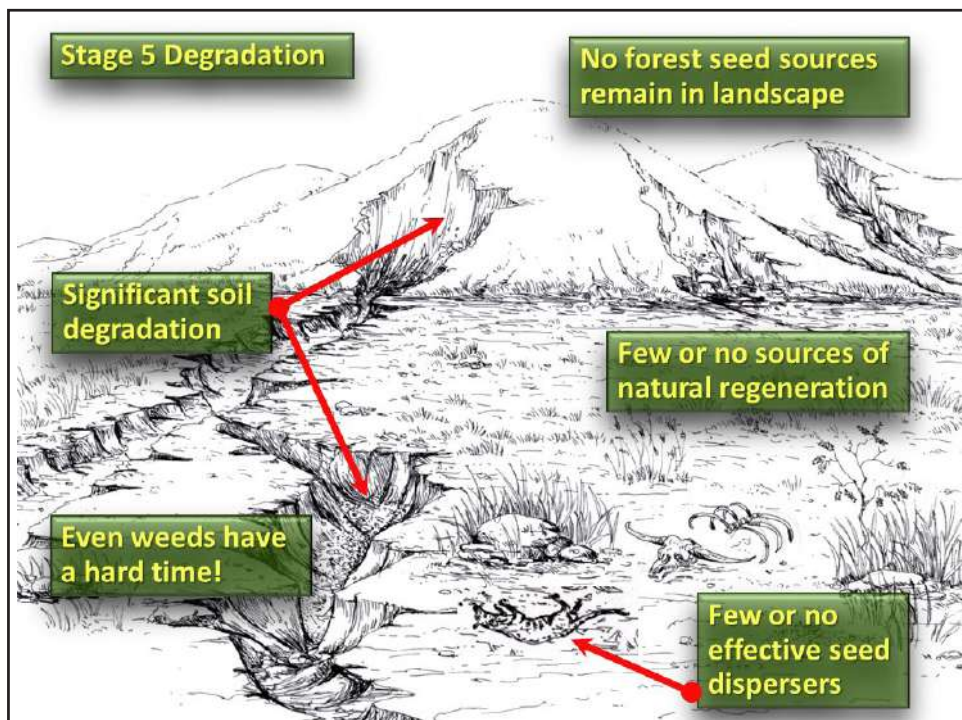 Stage 5 Degradation
No forest seed sources
remain in landscape
Significant soil
degradation
Few or no sources of
natural regeneration
Even weeds have
a hard time!
Few or no
effective seed
dispersers